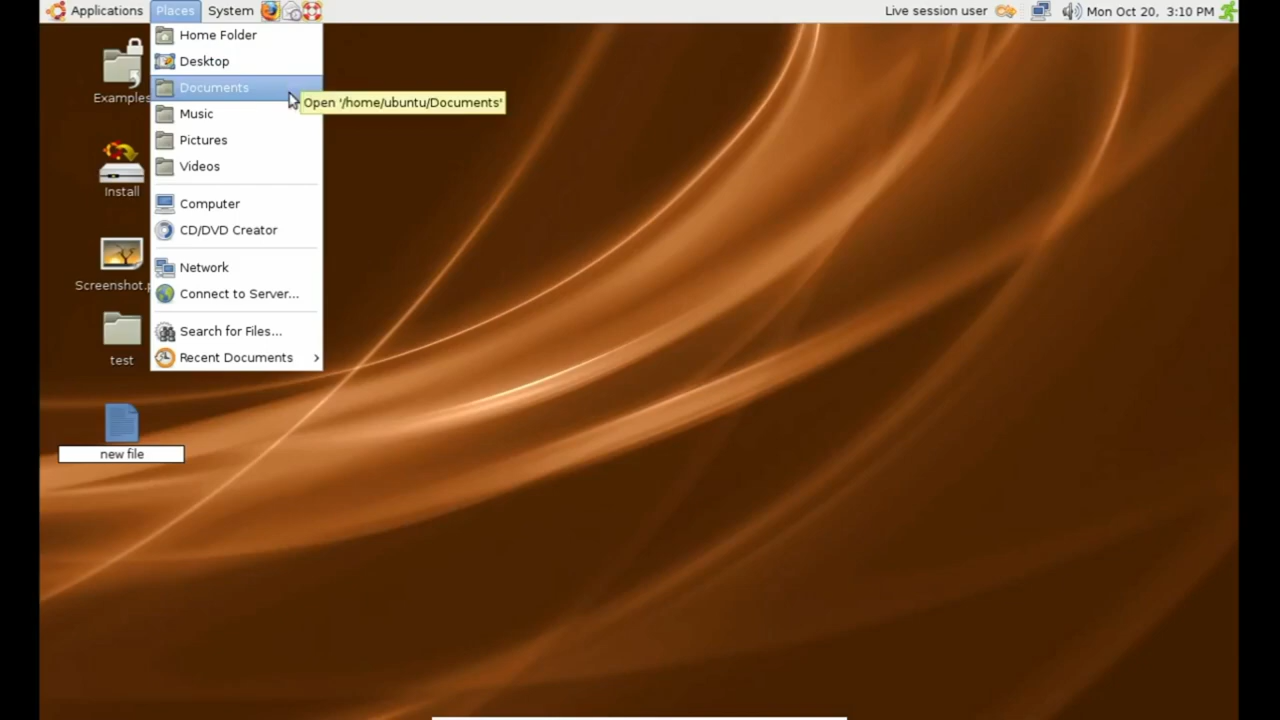 Applications Places System
Live session user
Mon Oct 20, 3:10 PM
Home Folder
Desktop
Documents
Open '/home/ubuntu/Documents'
Music
Pictures
Videos
Computer
CD/DVD Creator
Network
Connect to Server...
Search for Files...
Recent Documents
Examples
Install
Screenshot.p
test
new file